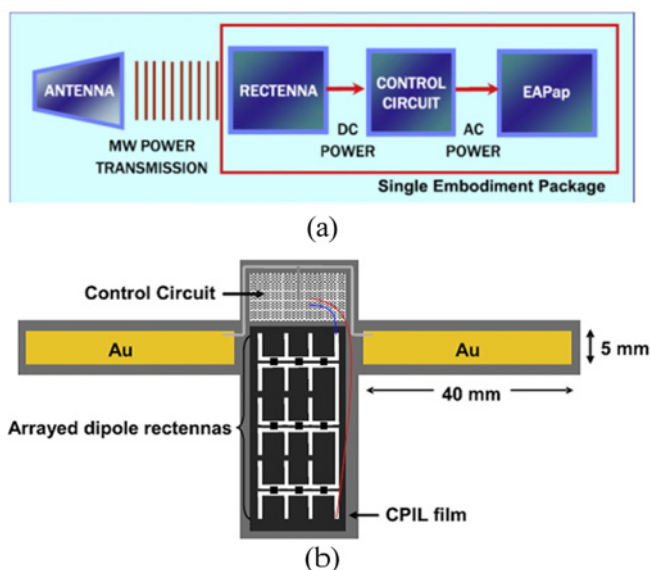 ANTENNA
MW POWER
TRANSMISSION
RECTENNA
DC
POWER
CONTROL
CIRCUIT
AC
POWER
EAPap
Single Embodiment Package
(a)
Control Circuit
Au
Au
5 mm
40 mm
Arrayed dipole rectennas
CPIL film
(b)